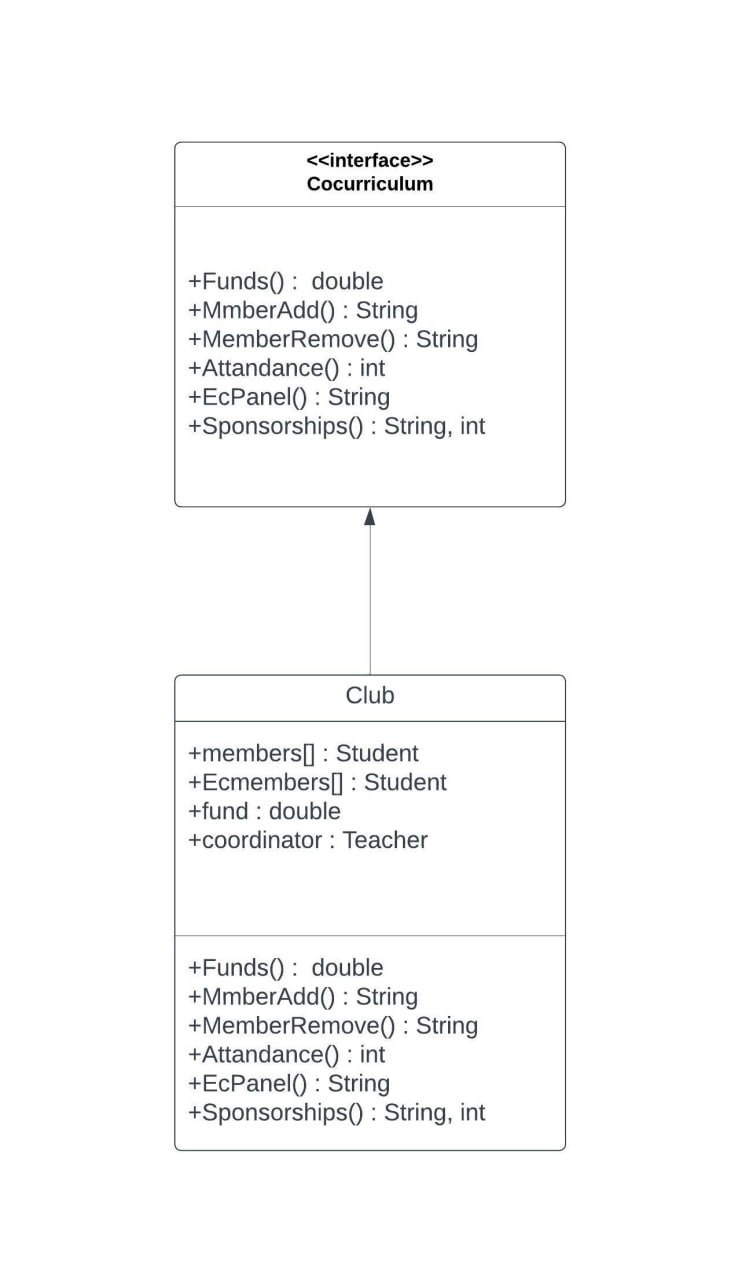 <<interface>>
Cocurriculum
+Funds() :  double
+MmberAdd() : String
+MemberRemove() : String
+Attandance() : int
+EcPanel() : String
+Sponsorships() : String, int
Club
+members[] : Student
+Ecmembers[] : Student
+fund : double
+coordinator : Teacher
+Funds() :  double
+MmberAdd() : String
+MemberRemove() : String
+Attandance() : int
+EcPanel() : String
+Sponsorships() : String, int